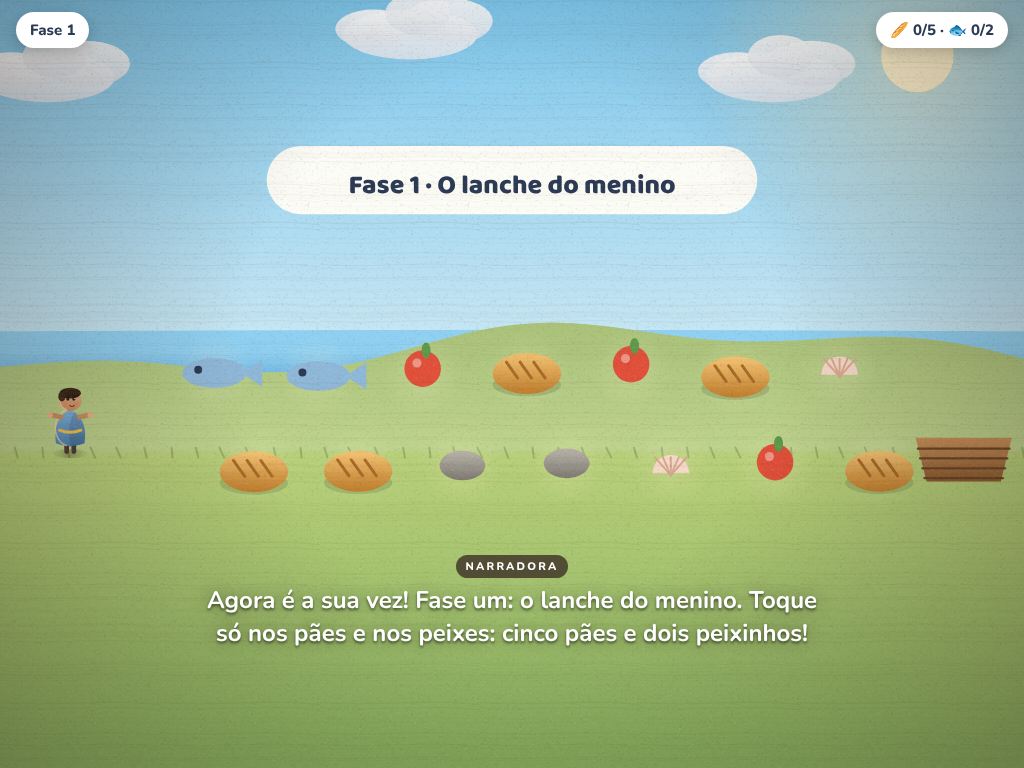 Fase 1
🥖 0/5 · 🐟 0/2
Fase 1 · O lanche do menino
NARRADORA
Agora é a sua vez! Fase um: o lanche do menino. Toque
só nos pães e nos peixes: cinco pães e dois peixinhos!